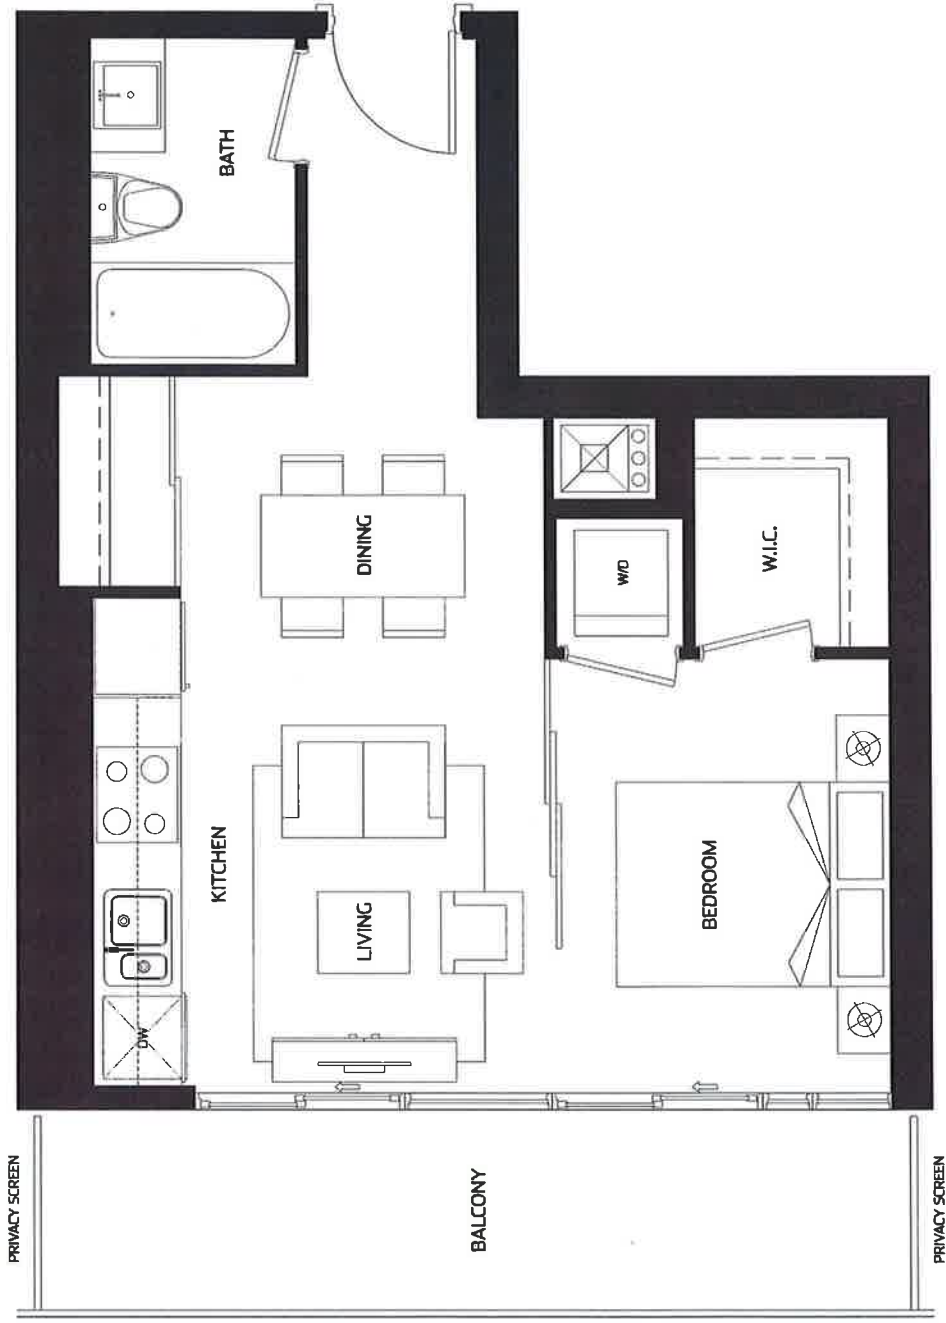 BATH
DINING
W/D
W.I.C.
KITCHEN
LIVING
BEDROOM
DW
BALCONY
PRIVACY SCREEN
PRIVACY SCREEN